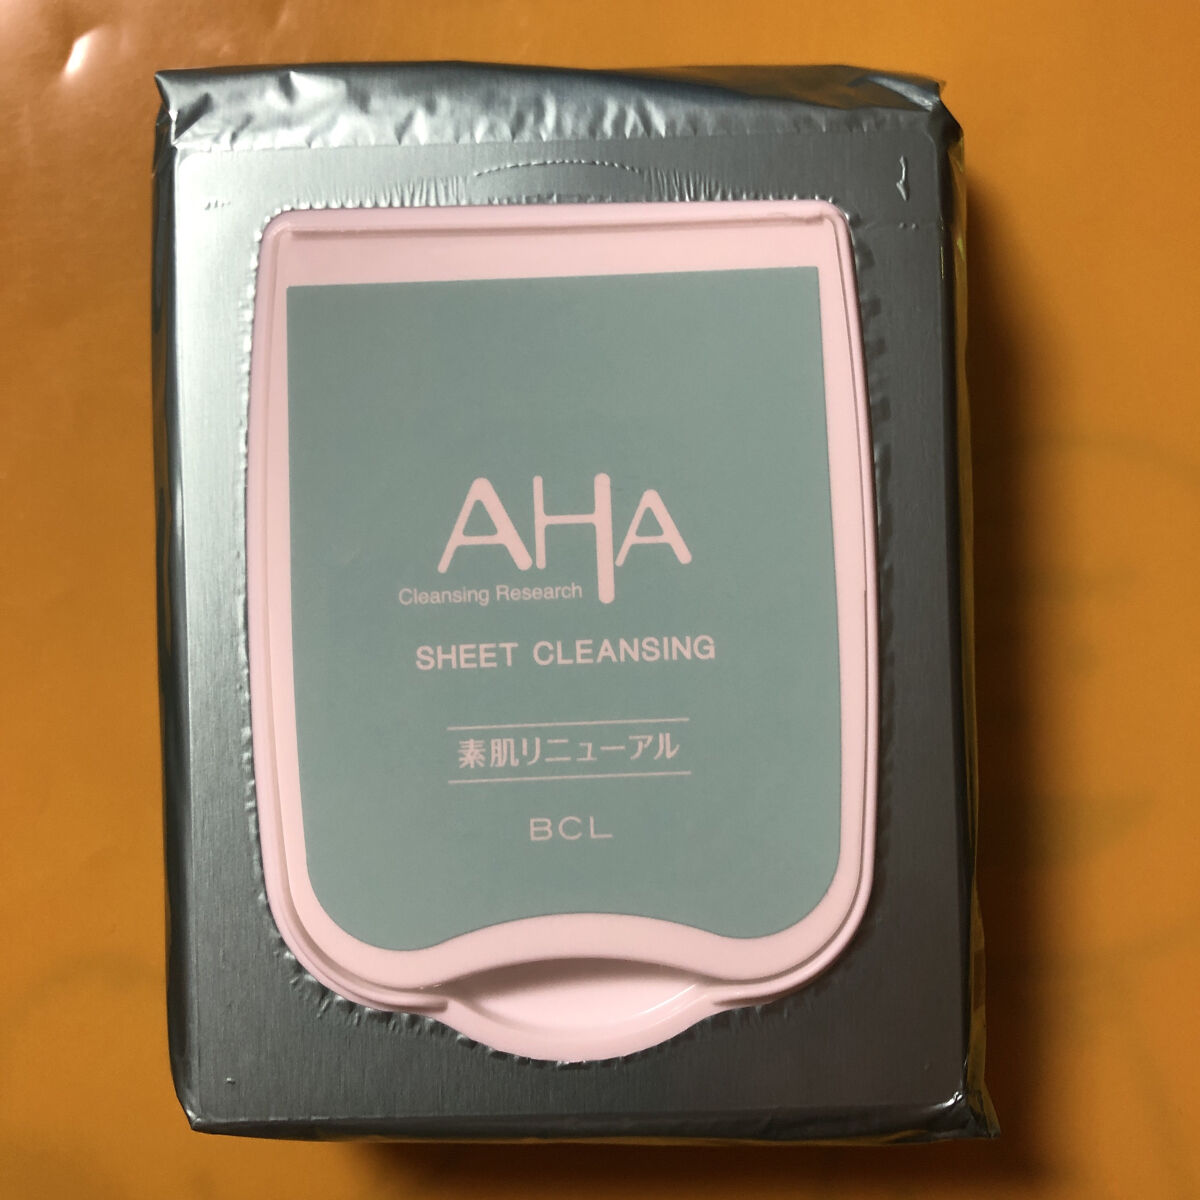 AHA
Cleansing Research
SHEET CLEANSING
素肌リニューアル
BCL